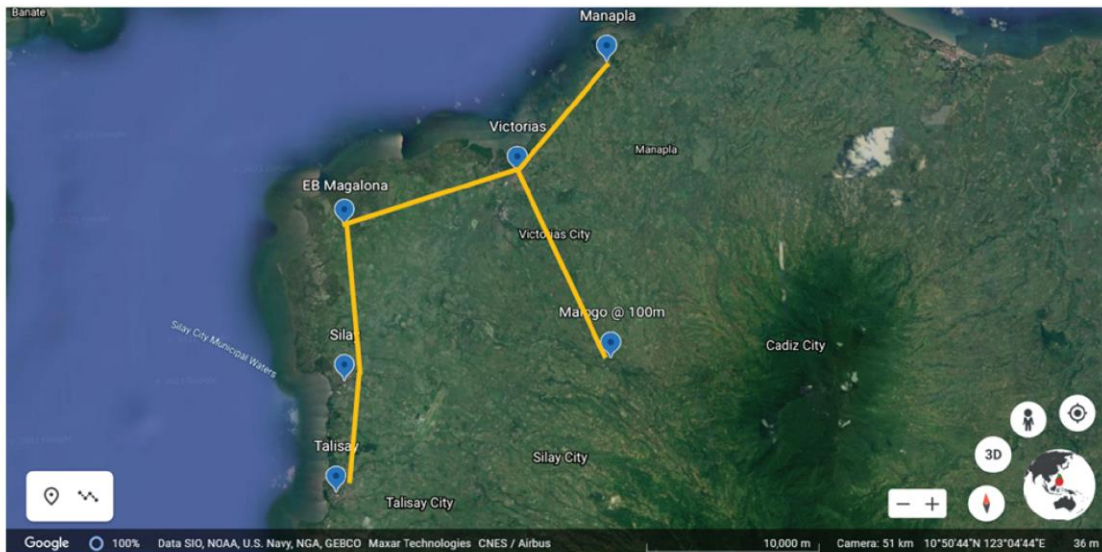 Banate
Manapla
Victorias
Manapla
EB Magalona
Victorias City
Malogo @ 100m
Silay City Municipal Waters
Silay
Cadiz City
Talisay
Silay City
Talisay City
3D
Google 100% Data SIO, NOAA, U.S. Navy, NGA, GEBCO Maxar Technologies CNES / Airbus 10,000 m Camera: 51 km 10°50'44"N 123°04'44"E 36 m